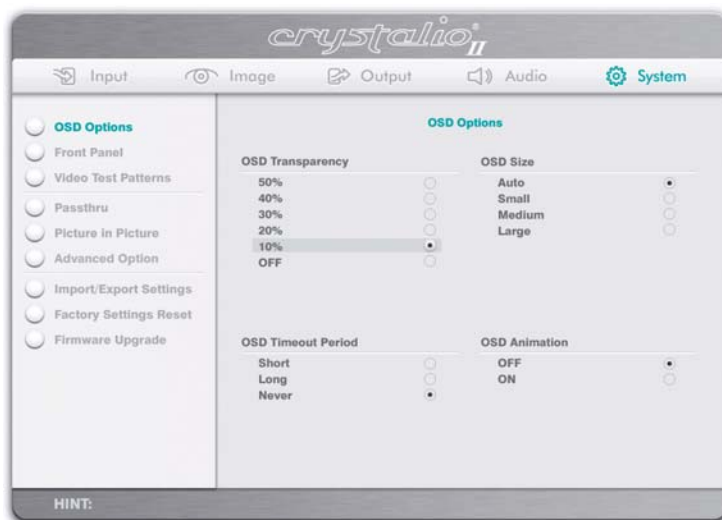 crystalio® II
Input Image Output Audio System
OSD Options
Front Panel
Video Test Patterns
Passthru
Picture in Picture
Advanced Option
Import/Export Settings
Factory Settings Reset
Firmware Upgrade
OSD Options
OSD Transparency
50%
40%
30%
20%
10%
OFF
OSD Size
Auto
Small
Medium
Large
OSD Timeout Period
Short
Long
Never
OSD Animation
OFF
ON
HINT: